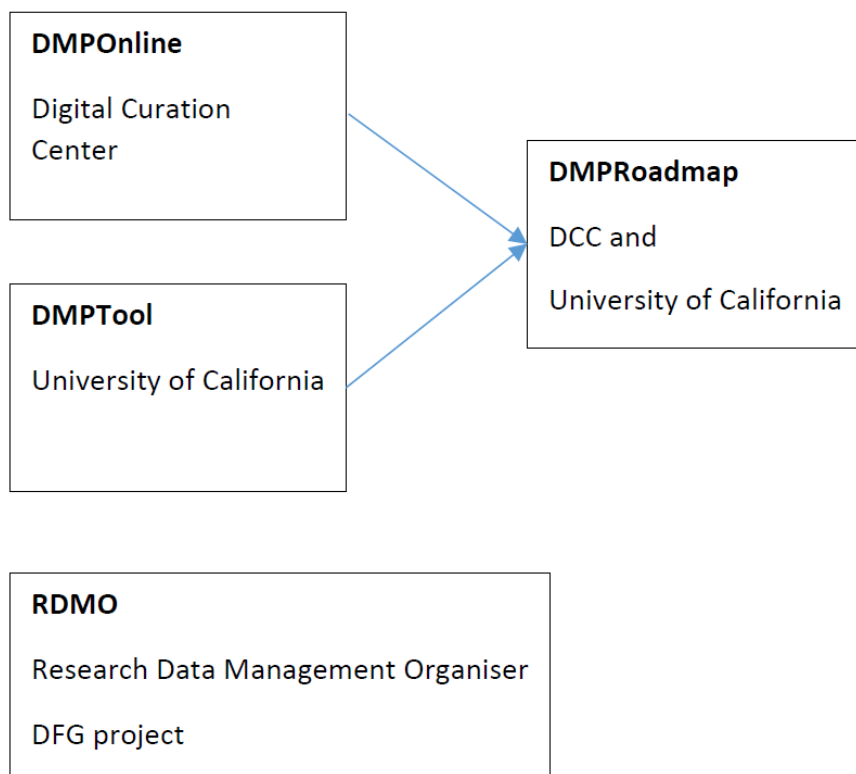 DMPOnline
Digital Curation
Center
DMPTool
University of California
DMPRoadmap
DCC and
University of California
RDMO
Research Data Management Organiser
DFG project